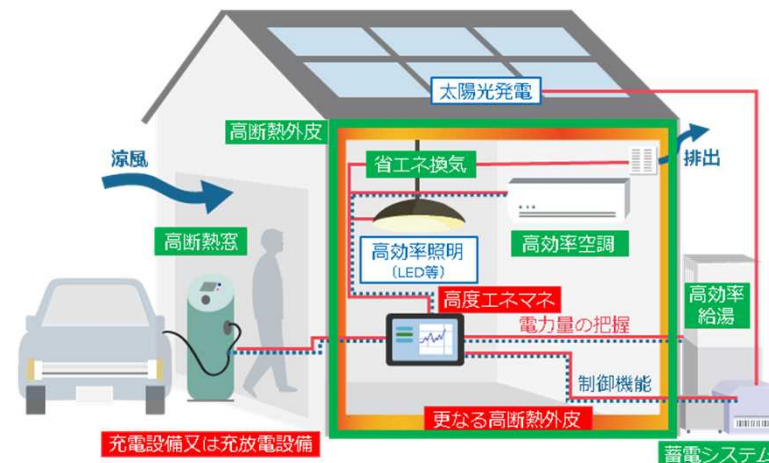 太陽光発電
高断熱外皮
涼風
省エネ換気
排出
高断熱窓
高効率照明
(LED等)
高効率空調
高度エネマネ
高効率
給湯
電力量の把握
制御機能
更なる高断熱外皮
充電設備又は充放電設備
蓄電システム